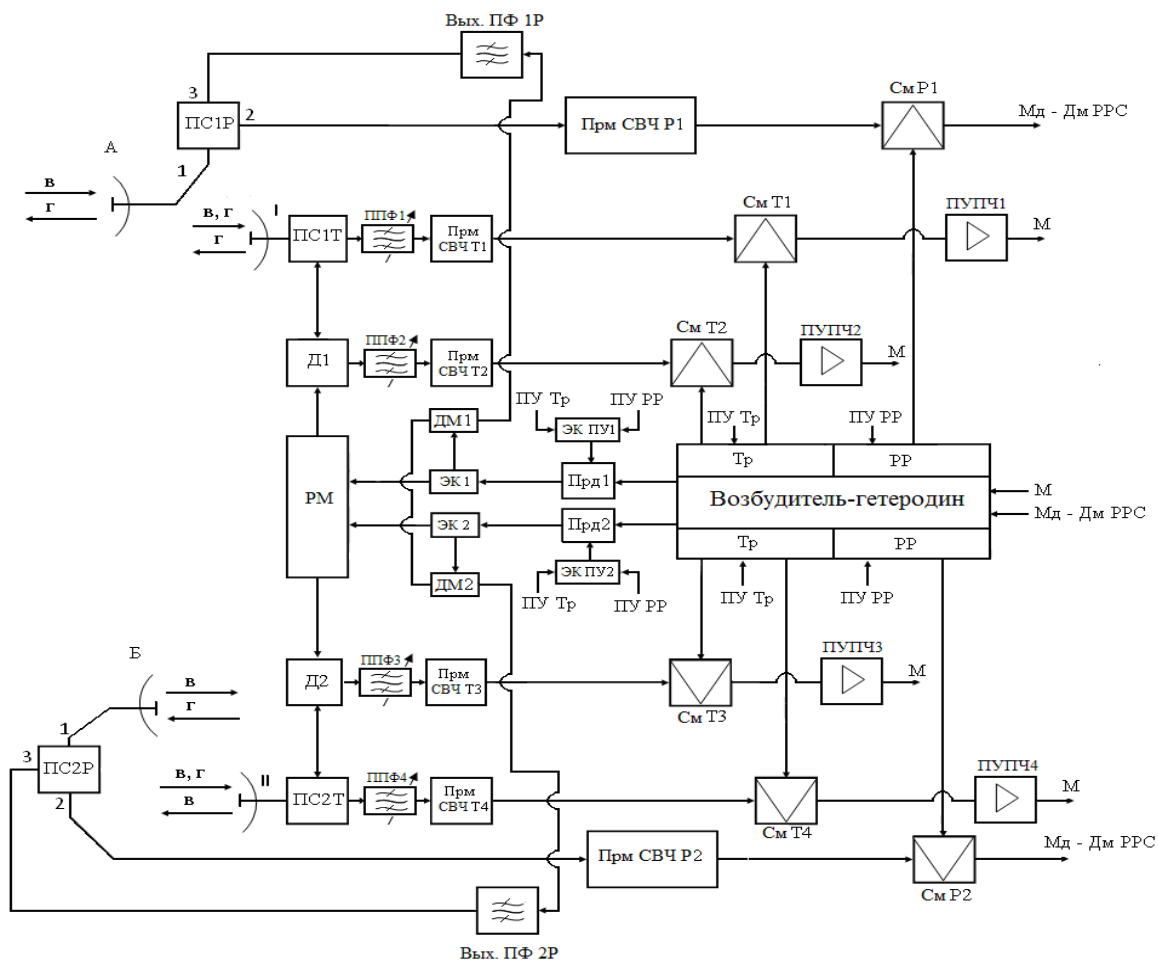 Вых. ПФ 1Р
3
ПС1Р
2
1
Прм СВЧ Р1
См Р1
Мд - Дм РРС
А
в
г
в, г
г
I
ПС1Т
ППФ1
Прм
СВЧ Т1
См Т1
ПУПЧ1
М
Д1
ППФ2
Прм
СВЧ Т2
См Т2
ПУПЧ2
М
ПУ Тр
ПУ РР
ДМ 1
ЭК ПУ1
ПУ Тр
ПУ РР
РМ
ЭК 1
Прд1
Тр
РР
Возбудитель-гетеродин
М
Мд - Дм РРС
ЭК 2
Прд2
Тр
РР
ДМ2
ЭК ПУ2
ПУ Тр
ПУ РР
ПУ Тр
ПУ РР
Б
в
г
Д2
ППФ3
Прм
СВЧ Т3
См Т3
ПУПЧ3
М
1
3
ПС2Р
2
в, г
в
II
ПС2Т
ППФ4
Прм
СВЧ Т4
См Т4
ПУПЧ4
М
Прм СВЧ Р2
См Р2
Мд - Дм РРС
Вых. ПФ 2Р